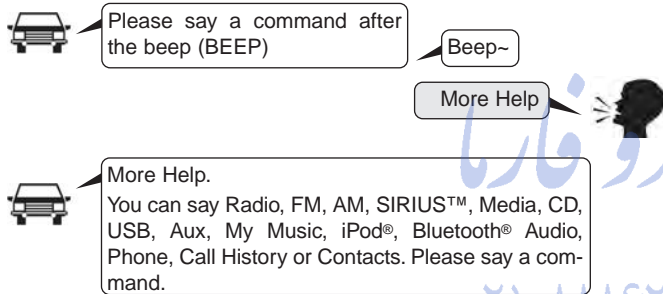 Please say a command after
the beep (BEEP)
Beep~
More Help
More Help.
You can say Radio, FM, AM, SIRIUS™, Media, CD,
USB, Aux, My Music, iPod®, Bluetooth® Audio,
Phone, Call History or Contacts. Please say a com-
mand.